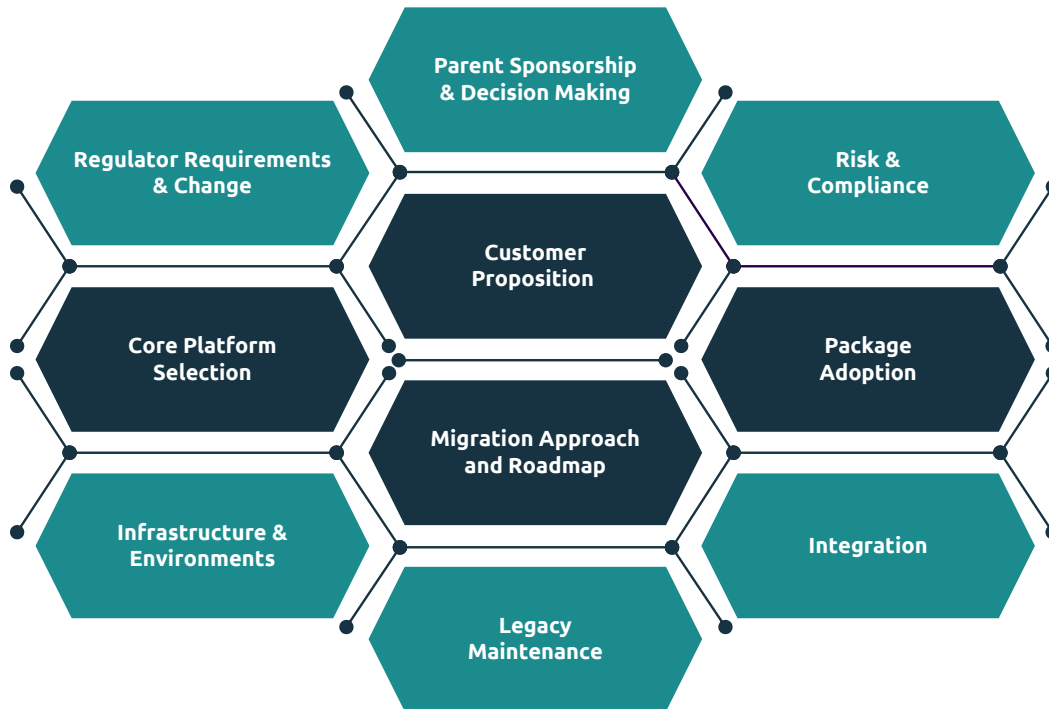 Parent Sponsorship
& Decision Making
Regulator Requirements
& Change
Risk &
Compliance
Customer
Proposition
Core Platform
Selection
Package
Adoption
Migration Approach
and Roadmap
Infrastructure &
Environments
Integration
Legacy
Maintenance